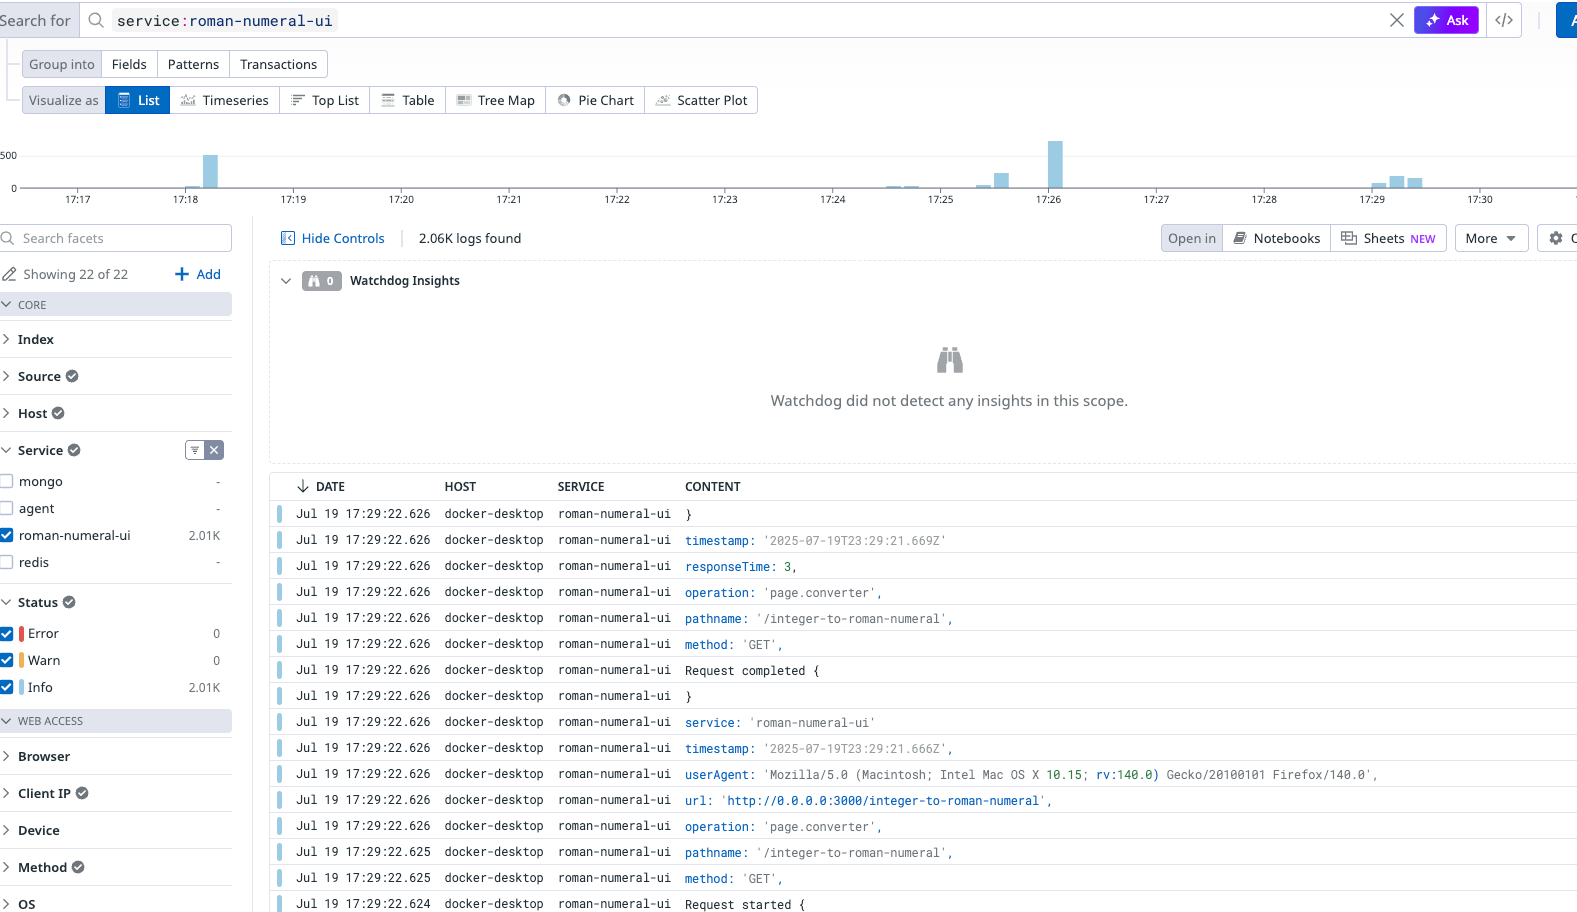 Search for service:roman-numeral-ui Ask </>
Group into Fields Patterns Transactions
Visualize as List Timeseries Top List Table Tree Map Pie Chart Scatter Plot
500
0
17:17 17:18 17:19 17:20 17:21 17:22 17:23 17:24 17:25 17:26 17:27 17:28 17:29 17:30
Search facets
Hide Controls 2.06K logs found Open in Notebooks Sheets NEW More
Showing 22 of 22 Add
CORE
Index
Source
Host
Service
mongo -
agent -
roman-numeral-ui 2.01K
redis -
Status
Error 0
Warn 0
Info 2.01K
WEB ACCESS
Browser
Client IP
Device
Method
OS
0 Watchdog Insights
Watchdog did not detect any insights in this scope.
DATE HOST SERVICE CONTENT
Jul 19 17:29:22.626 docker-desktop roman-numeral-ui }
Jul 19 17:29:22.626 docker-desktop roman-numeral-ui timestamp: '2025-07-19T23:29:21.669Z'
Jul 19 17:29:22.626 docker-desktop roman-numeral-ui responseTime: 3,
Jul 19 17:29:22.626 docker-desktop roman-numeral-ui operation: 'page.converter',
Jul 19 17:29:22.626 docker-desktop roman-numeral-ui pathname: '/integer-to-roman-numeral',
Jul 19 17:29:22.626 docker-desktop roman-numeral-ui method: 'GET',
Jul 19 17:29:22.626 docker-desktop roman-numeral-ui Request completed {
Jul 19 17:29:22.626 docker-desktop roman-numeral-ui }
Jul 19 17:29:22.626 docker-desktop roman-numeral-ui service: 'roman-numeral-ui'
Jul 19 17:29:22.626 docker-desktop roman-numeral-ui timestamp: '2025-07-19T23:29:21.666Z',
Jul 19 17:29:22.626 docker-desktop roman-numeral-ui userAgent: 'Mozilla/5.0 (Macintosh; Intel Mac OS X 10.15; rv:140.0) Gecko/20100101 Firefox/140.0',
Jul 19 17:29:22.626 docker-desktop roman-numeral-ui url: 'http://0.0.0.0:3000/integer-to-roman-numeral',
Jul 19 17:29:22.626 docker-desktop roman-numeral-ui operation: 'page.converter',
Jul 19 17:29:22.625 docker-desktop roman-numeral-ui pathname: '/integer-to-roman-numeral',
Jul 19 17:29:22.625 docker-desktop roman-numeral-ui method: 'GET',
Jul 19 17:29:22.624 docker-desktop roman-numeral-ui Request started {